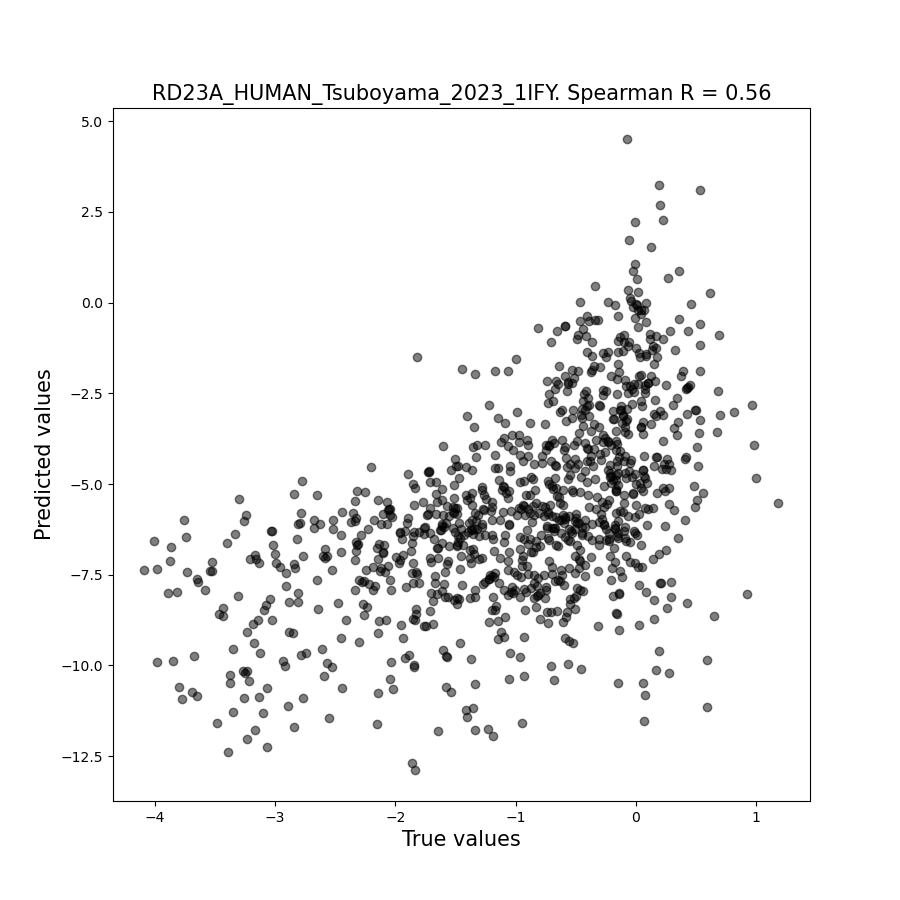 RD23A_HUMAN_Tsuboyama_2023_1IFY. Spearman R = 0.56
5.0
2.5
0.0
−2.5
−5.0
−7.5
−10.0
−12.5
Predicted values
−4 −3 −2 −1 0 1
True values